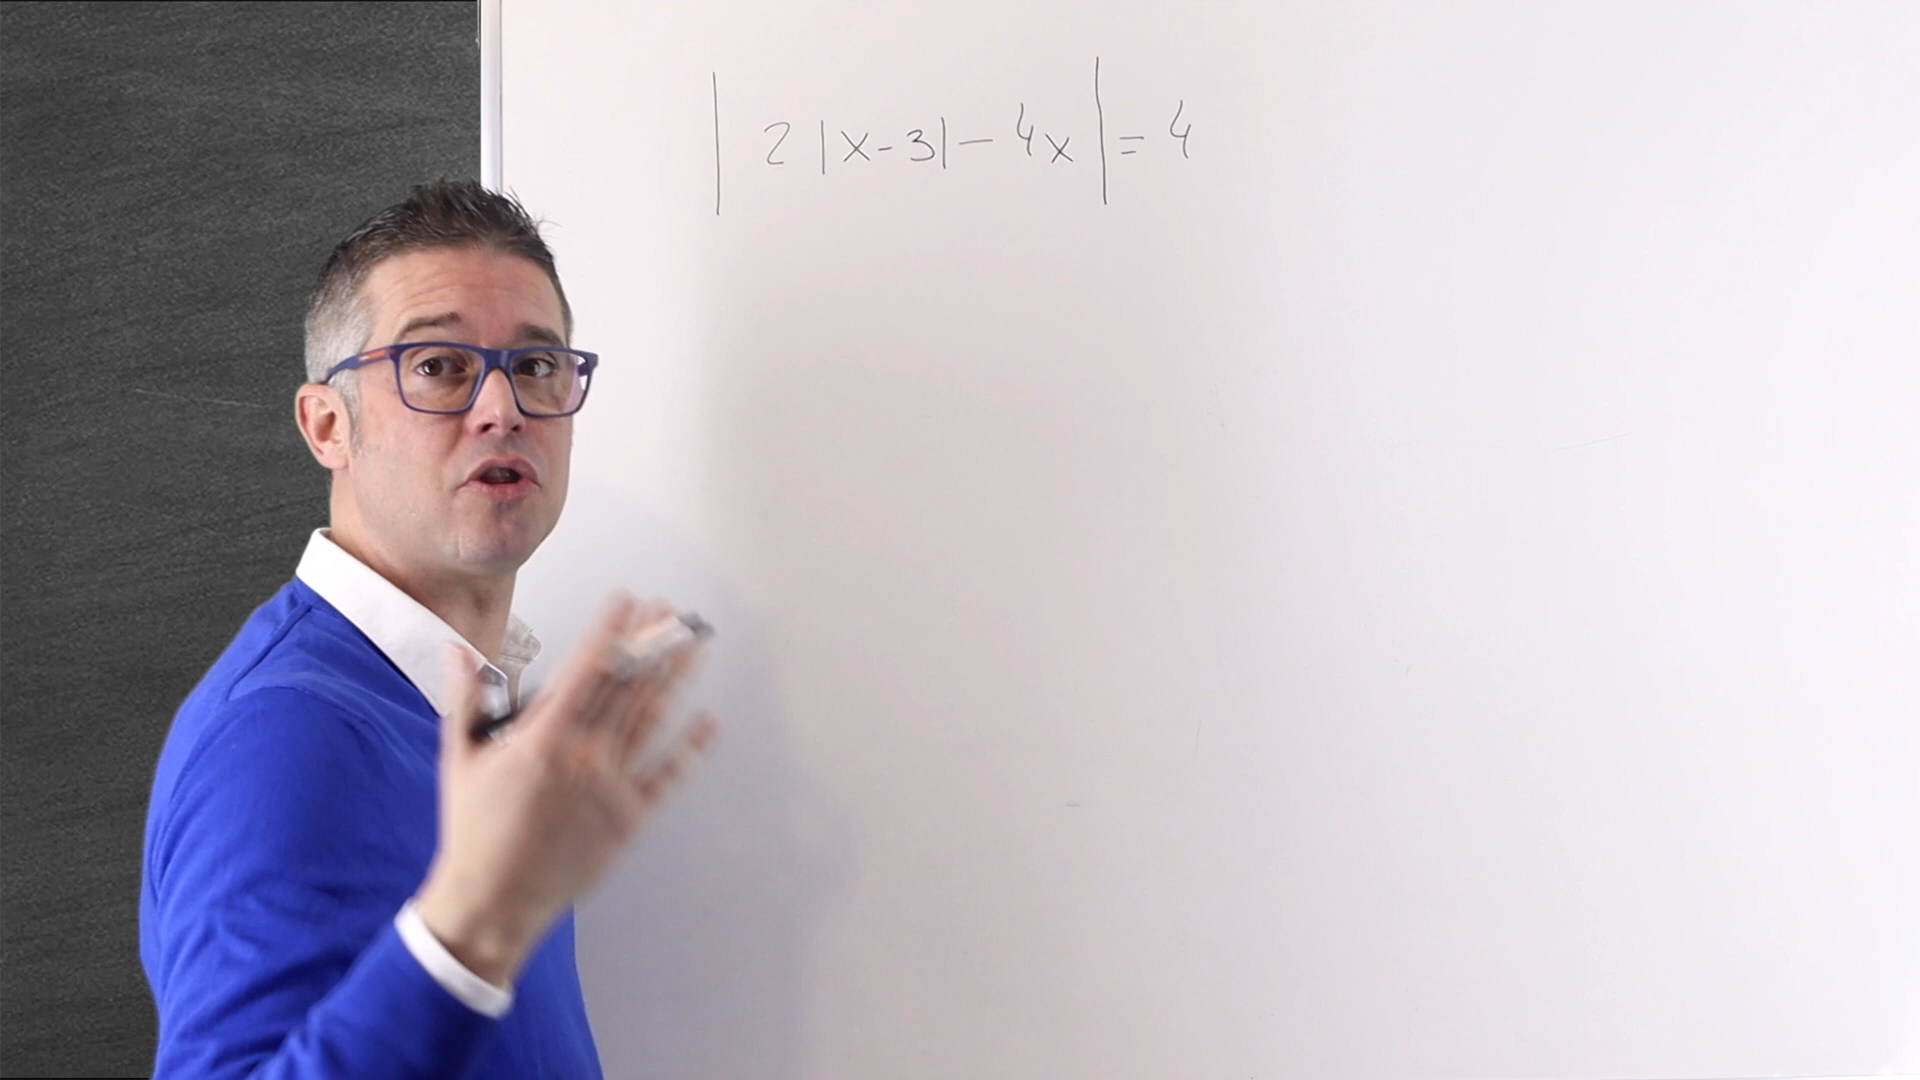 | 2 |x-3| - 4x | = 4